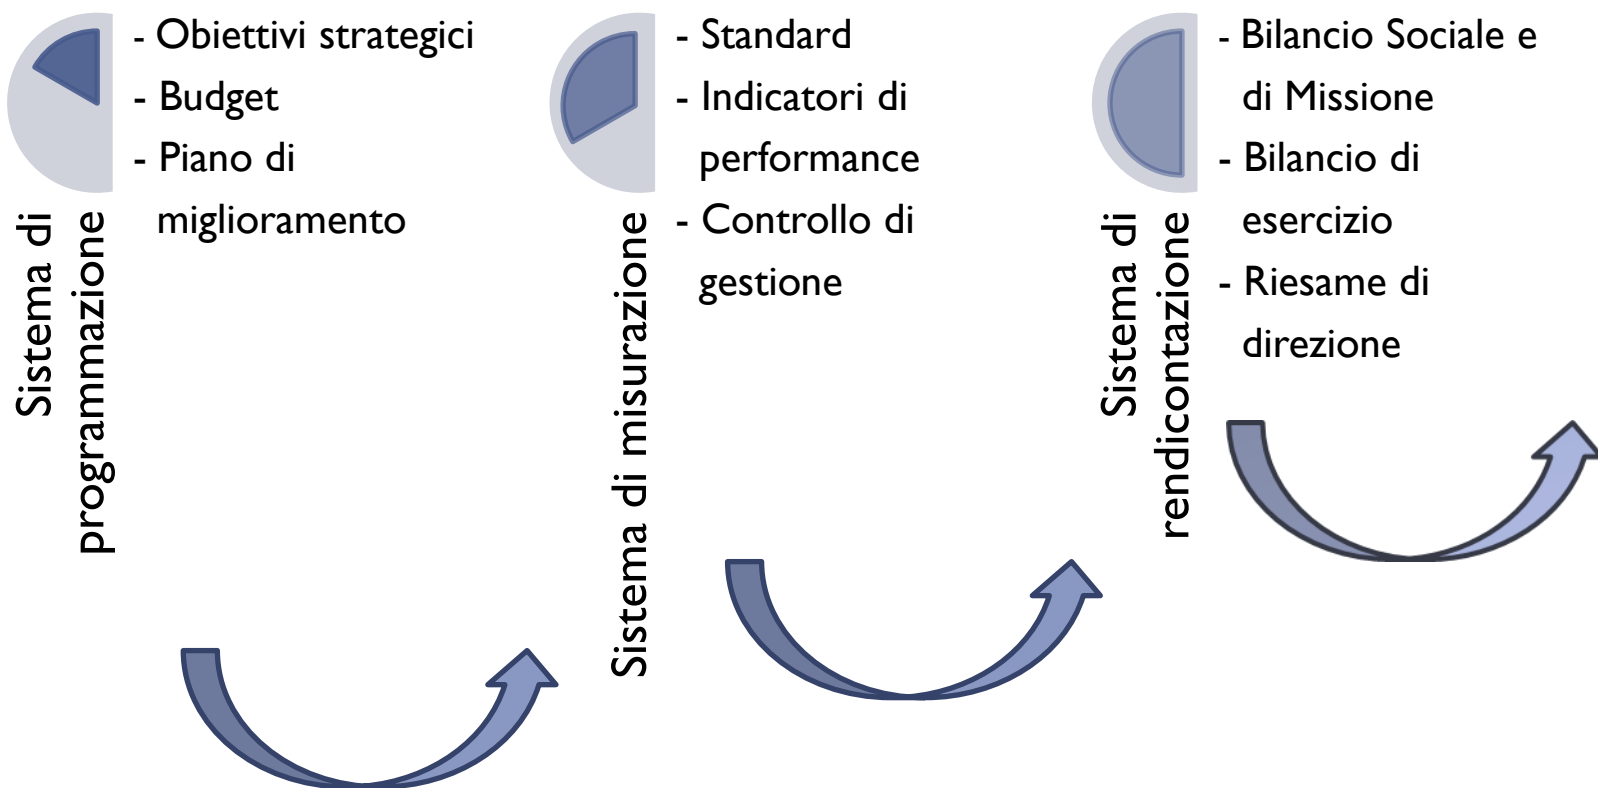 Sistema di
programmazione
- Obiettivi strategici
- Budget
- Piano di
miglioramento
Sistema di misurazione
- Standard
- Indicatori di
performance
- Controllo di
gestione
Sistema di
rendicontazione
- Bilancio Sociale e
di Missione
- Bilancio di
esercizio
- Riesame di
direzione